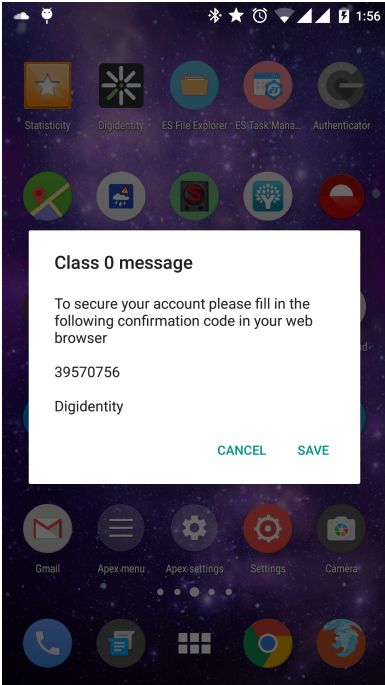 1:56
Statisticity
Digidentity
ES File Explorer
ES Task Mana...
Authenticator
Class 0 message
To secure your account please fill in the
following confirmation code in your web
browser
39570756
Digidentity
CANCEL
SAVE
Gmail
Apex menu
Apex settings
Settings
Camera